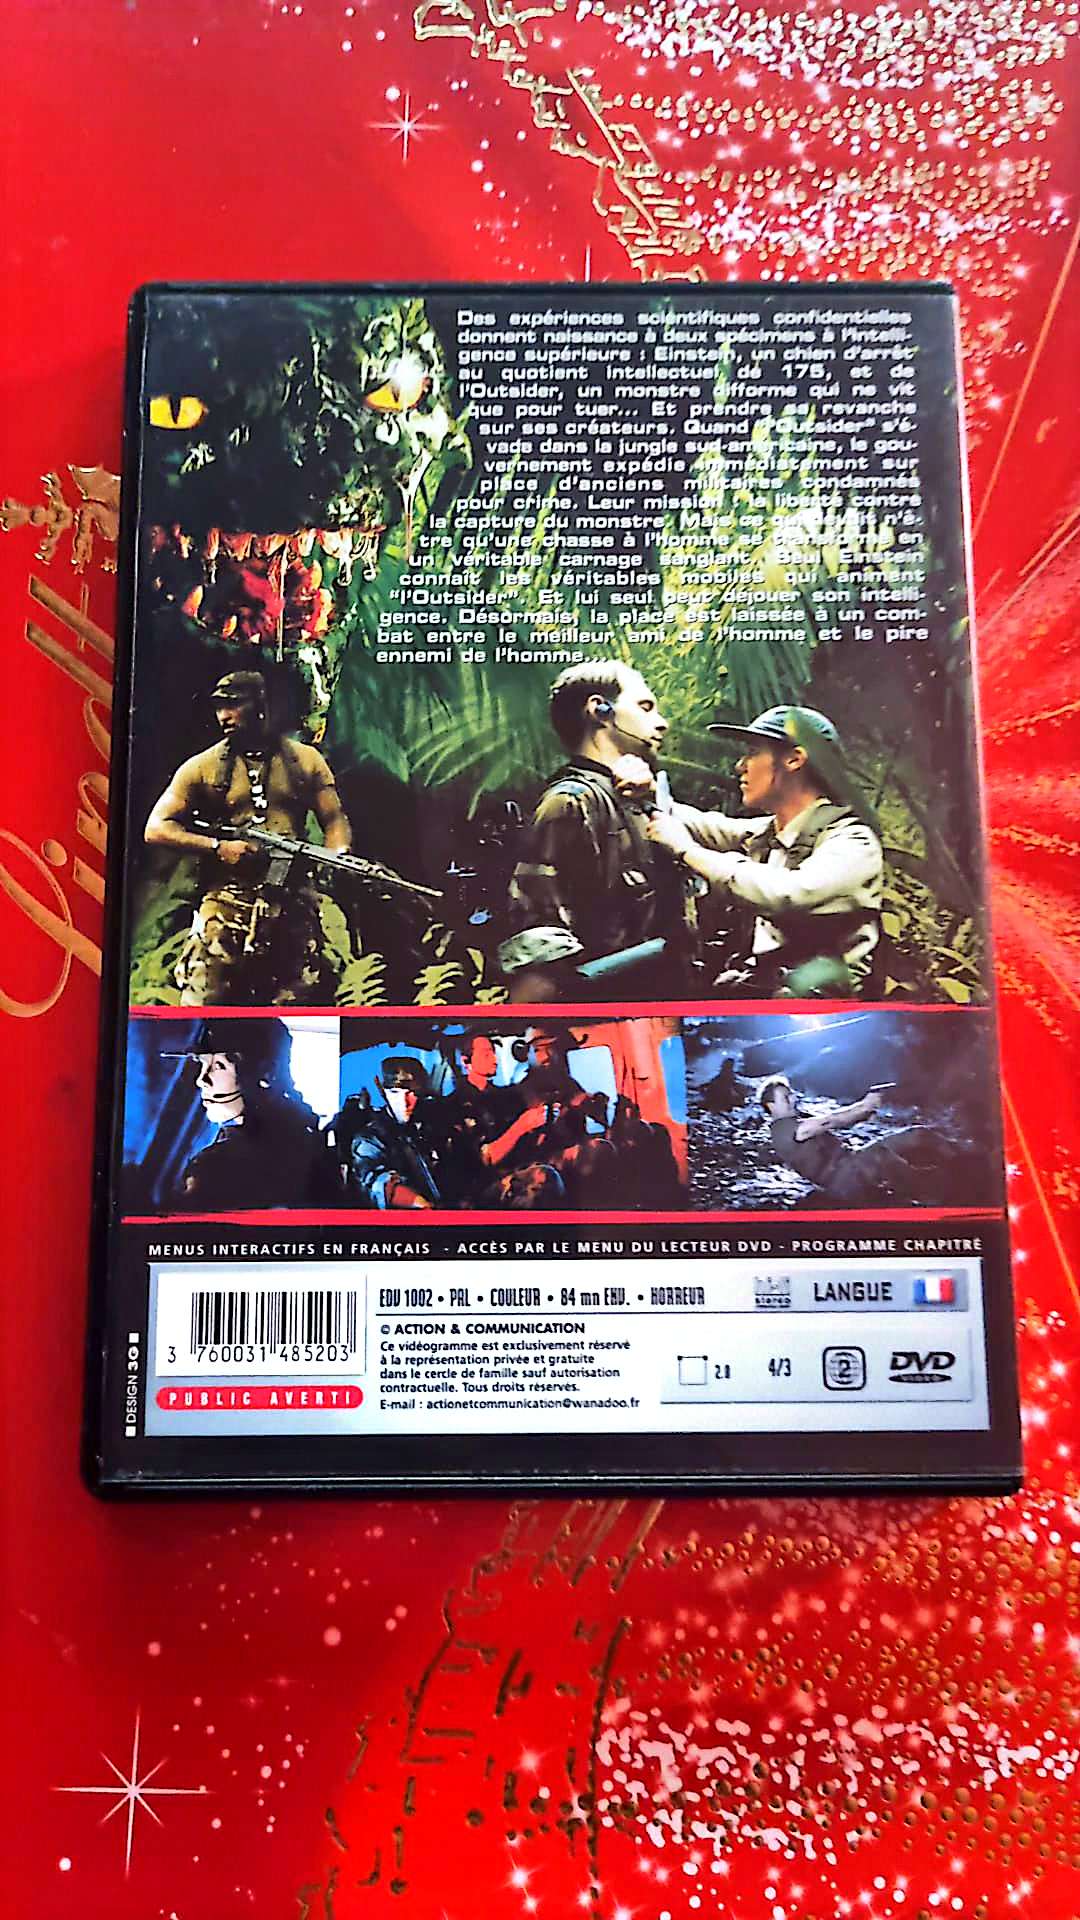 Des expériences scientifiques confidentielles
donnent naissance à deux spécimens à l'intelli-
gence supérieure : Einstein, un chien d'arrêt
au quotient intellectuel de 175, et de
l'Outsider, un monstre difforme qui ne vit
que pour tuer... Et prendre sa revanche
sur ses créateurs. Quand "l'Outsider" s'é-
vada dans la jungle sud-américaine, le gou-
vernement expédie immédiatement sur
place d'anciens militaires condamnés
pour crime. Leur mission : la liberté contre
la capture du monstre. Mais ce qui devait n'ê-
tre qu'une chasse à l'homme se transforme en
un véritable carnage sanglant. Seul Einstein
connaît les véritables mobiles qui animent
"l'Outsider". Et lui seul peut déjouer son intelli-
gence. Désormais, la place est laissée à un com-
bat entre le meilleur ami de l'homme et le pire
ennemi de l'homme...
MENUS INTERACTIFS EN FRANÇAIS - ACCÈS PAR LE MENU DU LECTEUR DVD - PROGRAMME CHAPITRÉ
EDV 1002 • PAL • COULEUR • 84 mn ENV. • HORREUR
STEREO
LANGUE
© ACTION & COMMUNICATION
Ce vidéogramme est exclusivement réservé
à la représentation privée et gratuite
dans le cercle de famille sauf autorisation
contractuelle. Tous droits réservés.
E-mail : actionetcommunication@wanadoo.fr
2.0
4/3
2
DVD
VIDEO
3 760031 485203
PUBLIC AVERTI
DESIGN 3G
Lindt